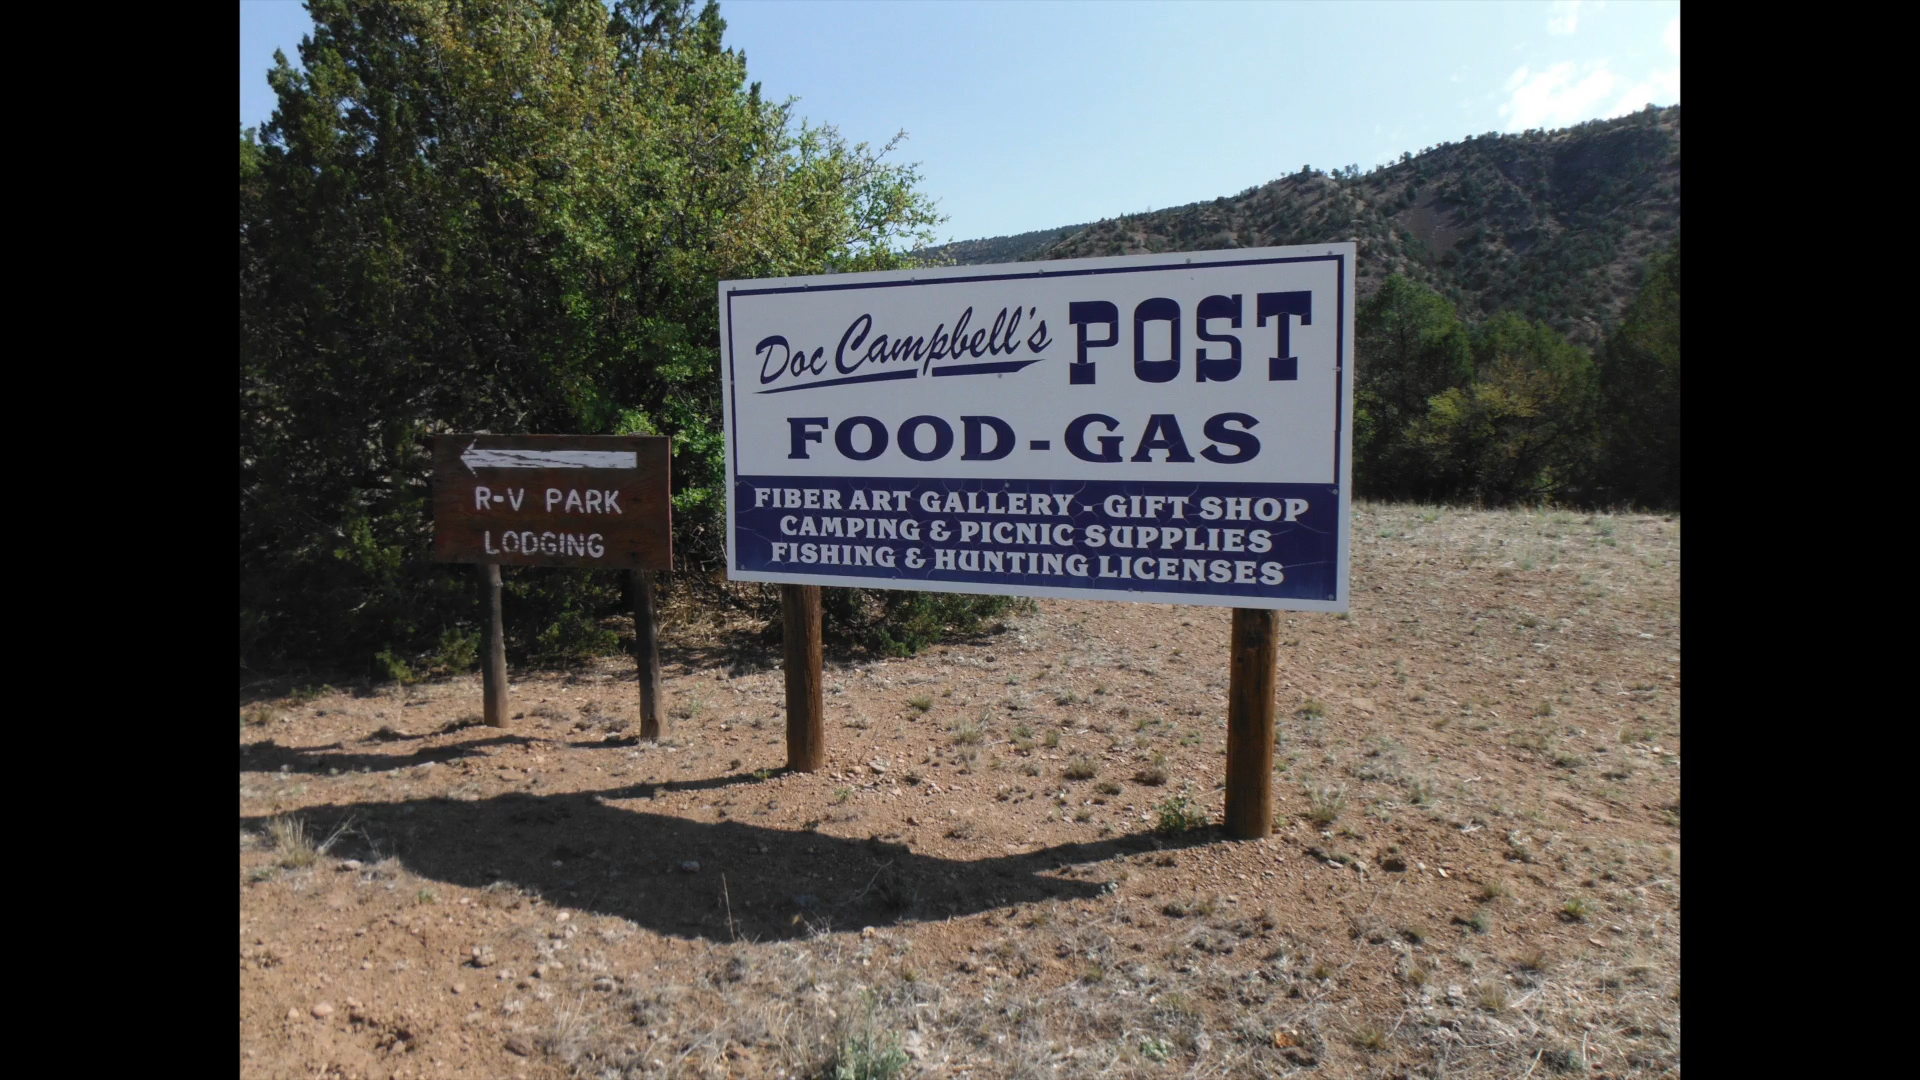 Doc Campbell's POST
FOOD-GAS
FIBER ART GALLERY - GIFT SHOP
CAMPING & PICNIC SUPPLIES
FISHING & HUNTING LICENSES
R-V PARK
LODGING